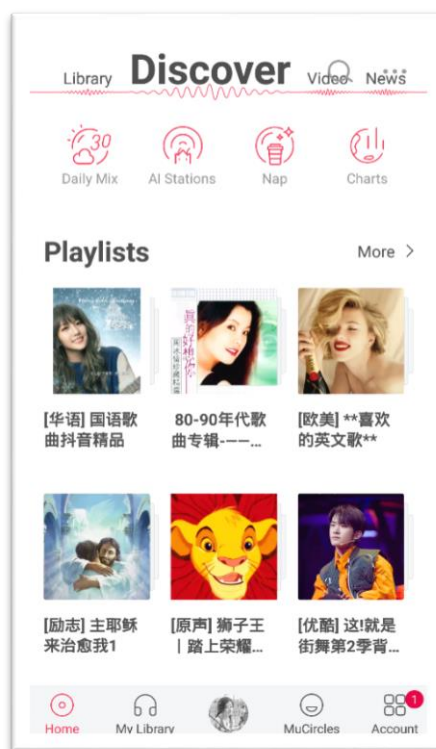 Library Discover Video News
30
Daily Mix AI Stations Nap Charts
Playlists More >
[华语] 国语歌
曲抖音精品
80-90年代歌
曲专辑-一一...
[欧美] **喜欢
的英文歌**
[励志] 主耶稣
来治愈我1
[原声] 狮子王
| 踏上荣耀...
[优酷] 这!就是
街舞第2季背...
1
Home My Library MuCircles Account